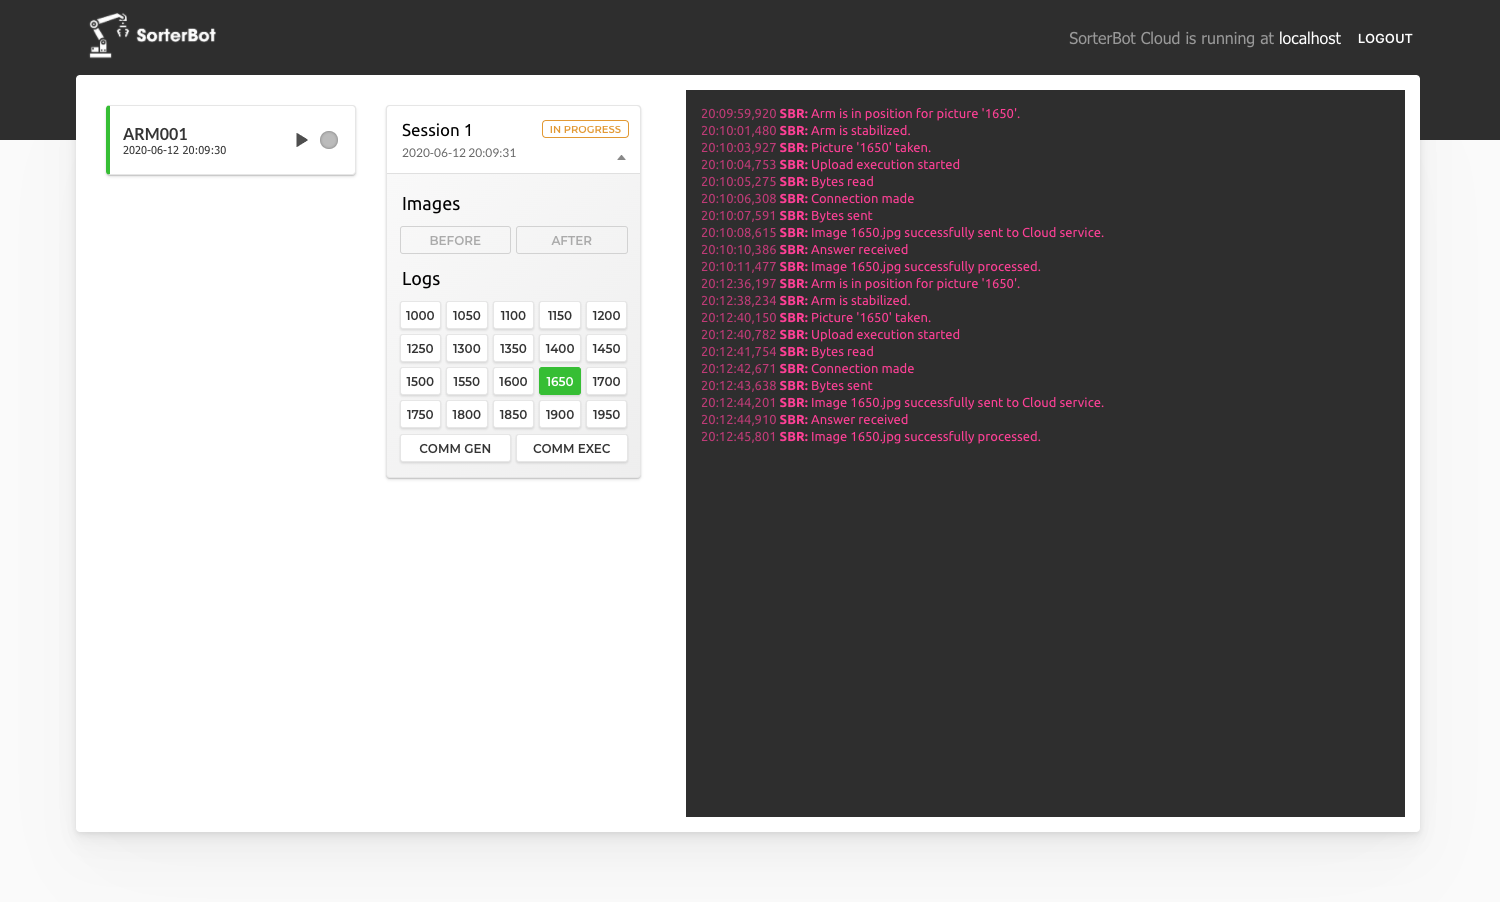 SorterBot
SorterBot Cloud is running at localhost
LOGOUT
ARM001
2020-06-12 20:09:30
Session 1
IN PROGRESS
2020-06-12 20:09:31
Images
BEFORE
AFTER
Logs
1000 1050 1100 1150 1200
1250 1300 1350 1400 1450
1500 1550 1600 1650 1700
1750 1800 1850 1900 1950
COMM GEN
COMM EXEC
20:09:59,920 SBR: Arm is in position for picture '1650'.
20:10:01,480 SBR: Arm is stabilized.
20:10:03,927 SBR: Picture '1650' taken.
20:10:04,753 SBR: Upload execution started
20:10:05,275 SBR: Bytes read
20:10:06,308 SBR: Connection made
20:10:07,591 SBR: Bytes sent
20:10:08,615 SBR: Image 1650.jpg successfully sent to Cloud service.
20:10:10,386 SBR: Answer received
20:10:11,477 SBR: Image 1650.jpg successfully processed.
20:12:36,197 SBR: Arm is in position for picture '1650'.
20:12:38,234 SBR: Arm is stabilized.
20:12:40,150 SBR: Picture '1650' taken.
20:12:40,782 SBR: Upload execution started
20:12:41,754 SBR: Bytes read
20:12:42,671 SBR: Connection made
20:12:43,638 SBR: Bytes sent
20:12:44,201 SBR: Image 1650.jpg successfully sent to Cloud service.
20:12:44,910 SBR: Answer received
20:12:45,801 SBR: Image 1650.jpg successfully processed.